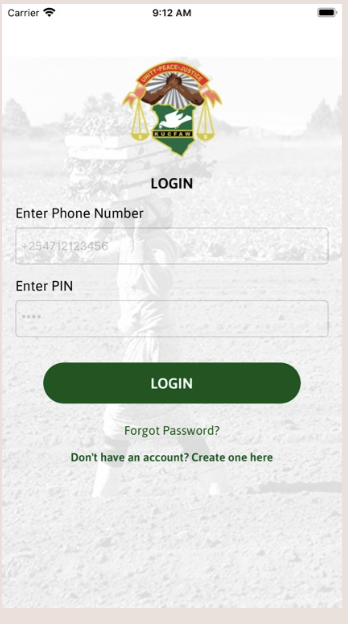 Carrier
9:12 AM
UNITY-PEACE-JUSTICE
KUCFAW
LOGIN
Enter Phone Number
+254712123456
Enter PIN
****
LOGIN
Forgot Password?
Don't have an account? Create one here